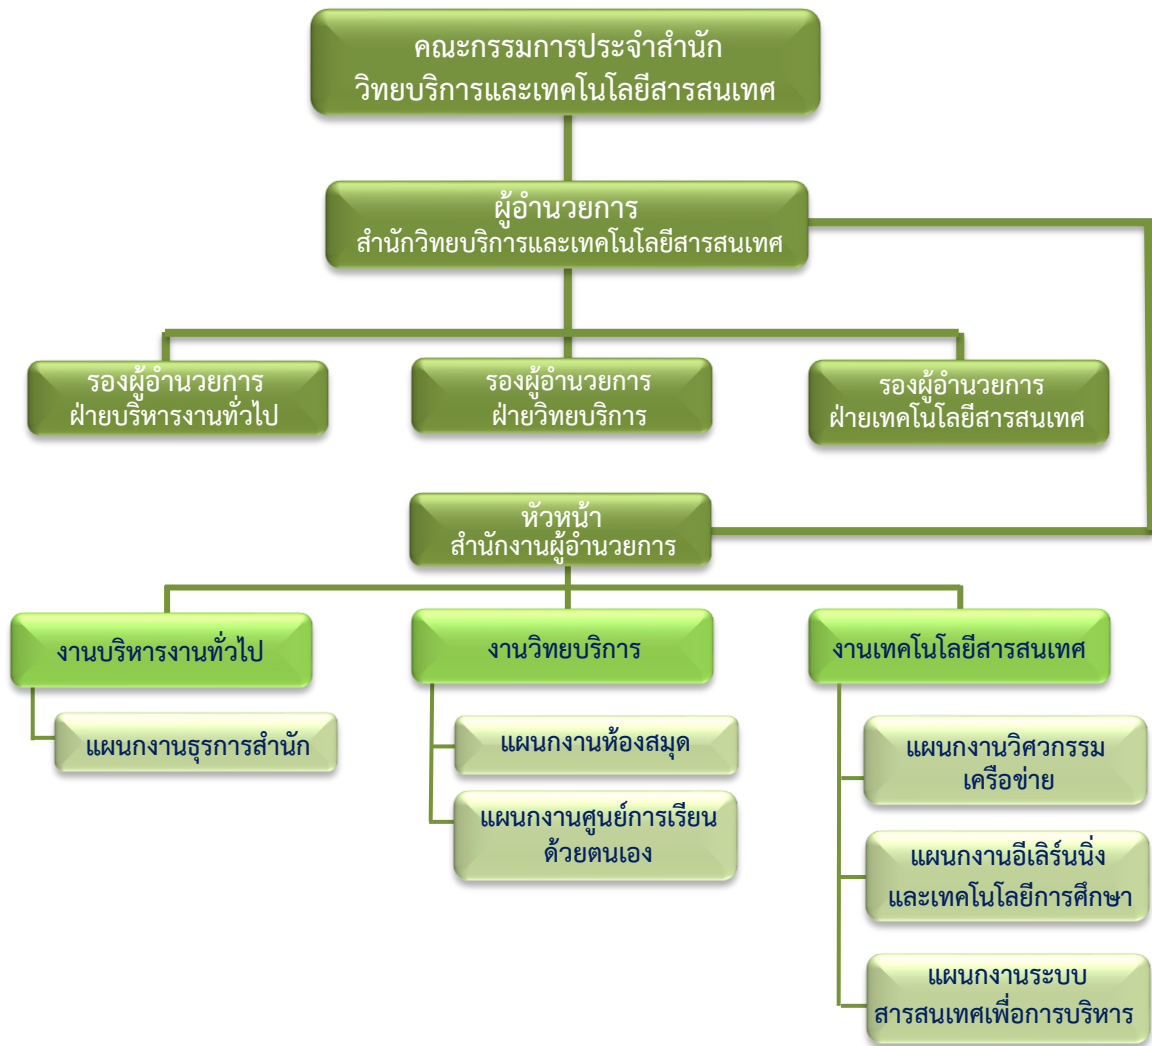 คณะกรรมการประจำสำนัก
วิทยบริการและเทคโนโลยีสารสนเทศ
ผู้อำนวยการ
สำนักวิทยบริการและเทคโนโลยีสารสนเทศ
รองผู้อำนวยการ
ฝ่ายบริหารงานทั่วไป
รองผู้อำนวยการ
ฝ่ายวิทยบริการ
รองผู้อำนวยการ
ฝ่ายเทคโนโลยีสารสนเทศ
หัวหน้า
สำนักงานผู้อำนวยการ
งานบริหารงานทั่วไป
แผนกงานธุรการสำนัก
งานวิทยบริการ
แผนกงานห้องสมุด
แผนกงานศูนย์การเรียน
ด้วยตนเอง
งานเทคโนโลยีสารสนเทศ
แผนกงานวิศวกรรม
เครือข่าย
แผนกงานอีเลิร์นนิ่ง
และเทคโนโลยีการศึกษา
แผนกงานระบบ
สารสนเทศเพื่อการบริหาร